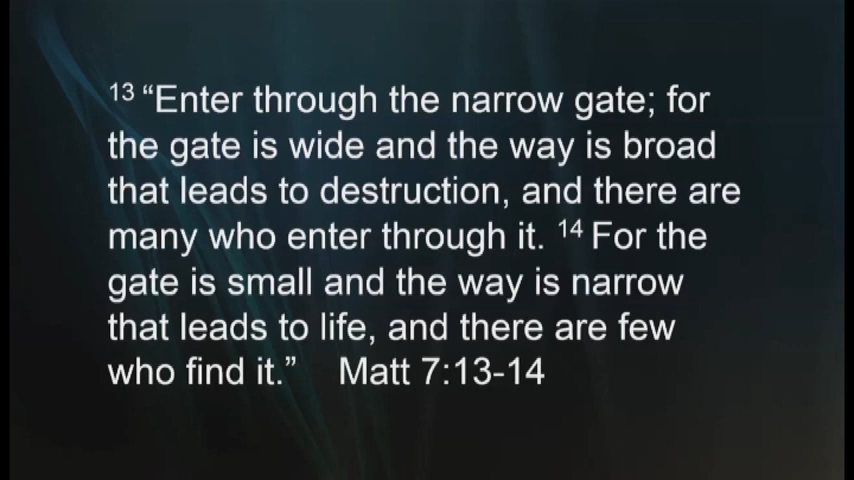 13 “Enter through the narrow gate; for
the gate is wide and the way is broad
that leads to destruction, and there are
many who enter through it. 14 For the
gate is small and the way is narrow
that leads to life, and there are few
who find it.” Matt 7:13-14